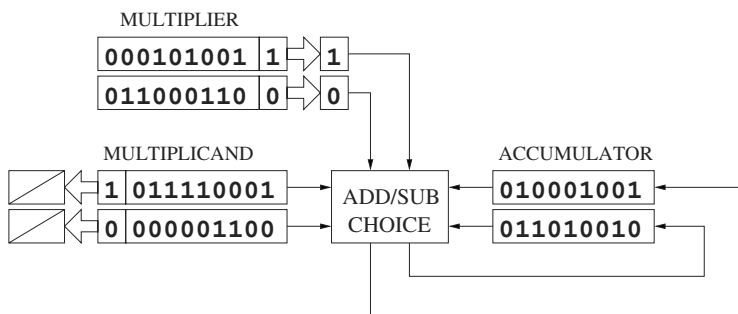 MULTIPLIER
000101001 1 1
011000110 0 0
MULTIPLICAND ACCUMULATOR
1 011110001 ADD/SUB 010001001
0 000001100 CHOICE 011010010